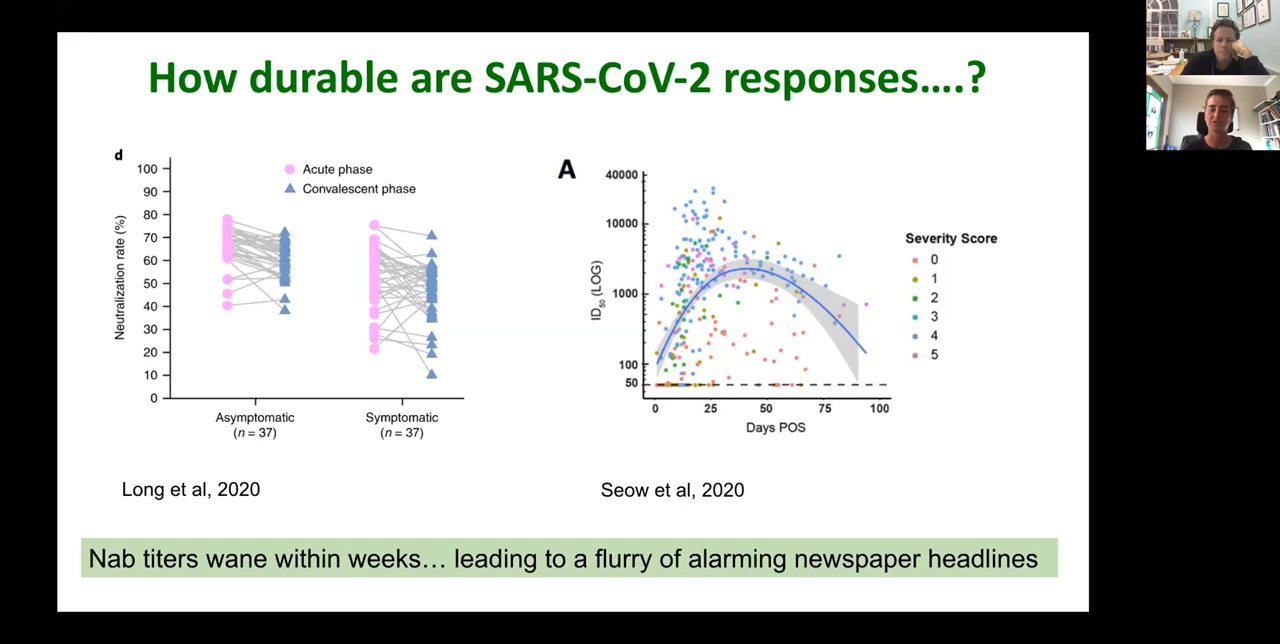 How durable are SARS-CoV-2 responses….?
d
Neutralization rate (%)
100
90
80
70
60
50
40
30
20
10
0
Acute phase
Convalescent phase
Asymptomatic
(n = 37)
Symptomatic
(n = 37)
Long et al, 2020
A
ID50 (LOG)
40000
10000
1000
100
50
0
25
50
75
100
Days POS
Severity Score
0
1
2
3
4
5
Seow et al, 2020
Nab titers wane within weeks… leading to a flurry of alarming newspaper headlines